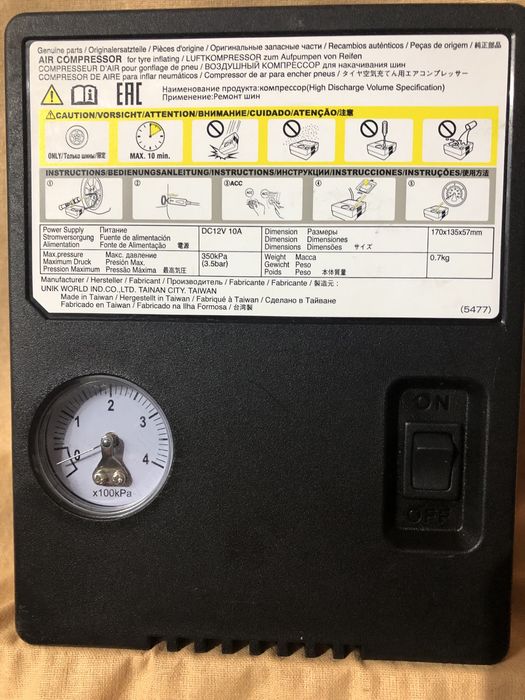 Genuine parts / Originalersatzteile / Pièces d'origine / Оригинальные запасные части / Recambios auténticos / Peças de origem / 純正部品
AIR COMPRESSOR for tyre inflating / LUFTKOMPRESSOR zum Aufpumpen von Reifen
COMPRESSEUR D'AIR pour gonflage de pneu / ВОЗДУШНЫЙ КОМПРЕССОР для накачивания шин
COMPRESOR DE AIRE para inflar neumáticos / Compressor de ar para encher pneus / タイヤ空気充てん用エアコンプレッサー
EAC Наименование продукта:компрессор(High Discharge Volume Specification)
Применение:Ремонт шин
CAUTION/VORSICHT/ATTENTION/ВНИМАНИЕ/CUIDADO/ATENÇÃO/注意
ONLY/Только шины/限定 MAX. 10 min.
INSTRUCTIONS/BEDIENUNGSANLEITUNG/INSTRUCTIONS/ИНСТРУКЦИИ/INSTRUCCIONES/INSTRUÇÕES/使用方法
① ② ③ACC ④ ⑤
Power Supply Питание DC12V 10A Dimension Размеры 170x135x57mm
Stromversorgung Fuente de alimentación Dimension Dimensiones
Alimentation Fonte de alimentação 電源 Dimensions Dimensões サイズ
Max.pressure Макс. давление 350kPa Weight Масса 0.7kg
Maximum Druck Presión Max. (3.5bar) Gewicht Peso
Pression Maximum Pressão Máxima 最高気圧 Poids Peso 本体質量
Manufacturer / Hersteller / Fabricant / Производитель / Fabricante / Fabricante / 製造元 :
UNIK WORLD IND.CO.,LTD. TAINAN CITY. TAIWAN
Made in Taiwan / Hergestellt in Taiwan / Fabriqué à Taiwan / Сделано в Тайване
Fabricado en Taiwan / Fabricado na Ilha Formosa / 台湾製
(5477)
0 1 2 3 4
x100kPa
ON
OFF